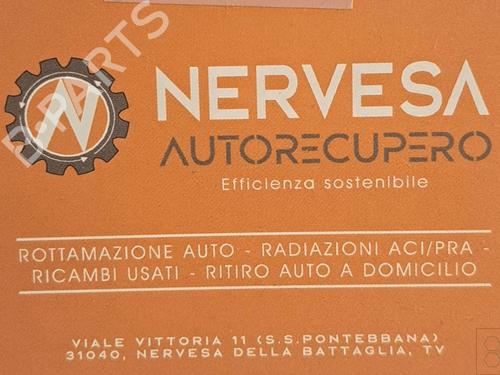 B-PARTS
N
NERVESA
AUTORECUPERO
Efficienza sostenibile
ROTTAMAZIONE AUTO - RADIAZIONI ACI/PRA -
RICAMBI USATI - RITIRO AUTO A DOMICILIO
VIALE VITTORIA 11 (S.S.PONTEBBANA)
31040, NERVESA DELLA BATTAGLIA, TV